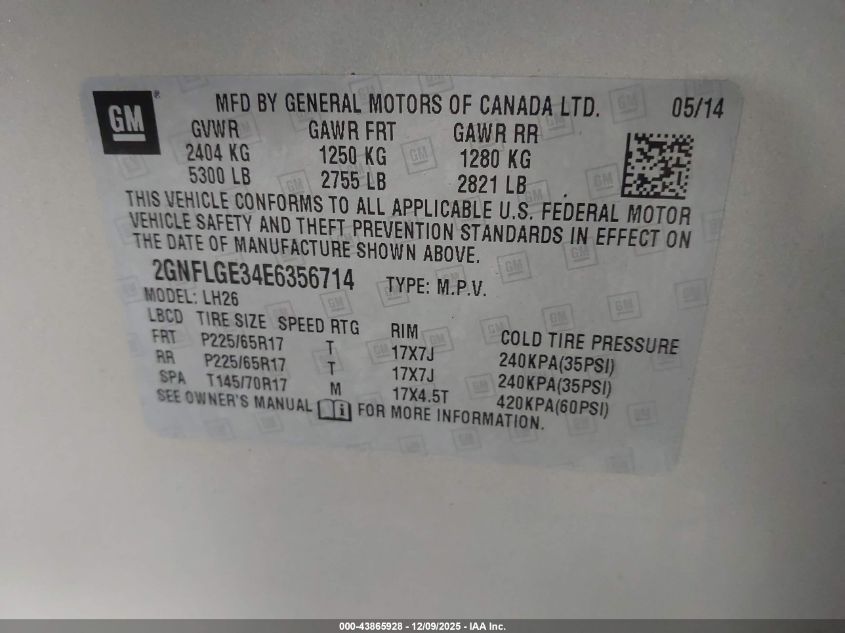 GM ® MFD BY GENERAL MOTORS OF CANADA LTD. 05/14
GVWR GAWR FRT GAWR RR
2404 KG 1250 KG 1280 KG
5300 LB 2755 LB 2821 LB
THIS VEHICLE CONFORMS TO ALL APPLICABLE U.S. FEDERAL MOTOR
VEHICLE SAFETY AND THEFT PREVENTION STANDARDS IN EFFECT ON
THE DATE OF MANUFACTURE SHOWN ABOVE.
2GNFLGE34E6356714 TYPE: M.P.V.
MODEL: LH26
LBCD TIRE SIZE SPEED RTG RIM COLD TIRE PRESSURE
FRT P225/65R17 T 17X7J 240KPA(35PSI)
RR P225/65R17 T 17X7J 240KPA(35PSI)
SPA T145/70R17 M 17X4.5T 420KPA(60PSI)
SEE OWNER'S MANUAL FOR MORE INFORMATION.
000-43865928 - 12/09/2025 - IAA Inc.